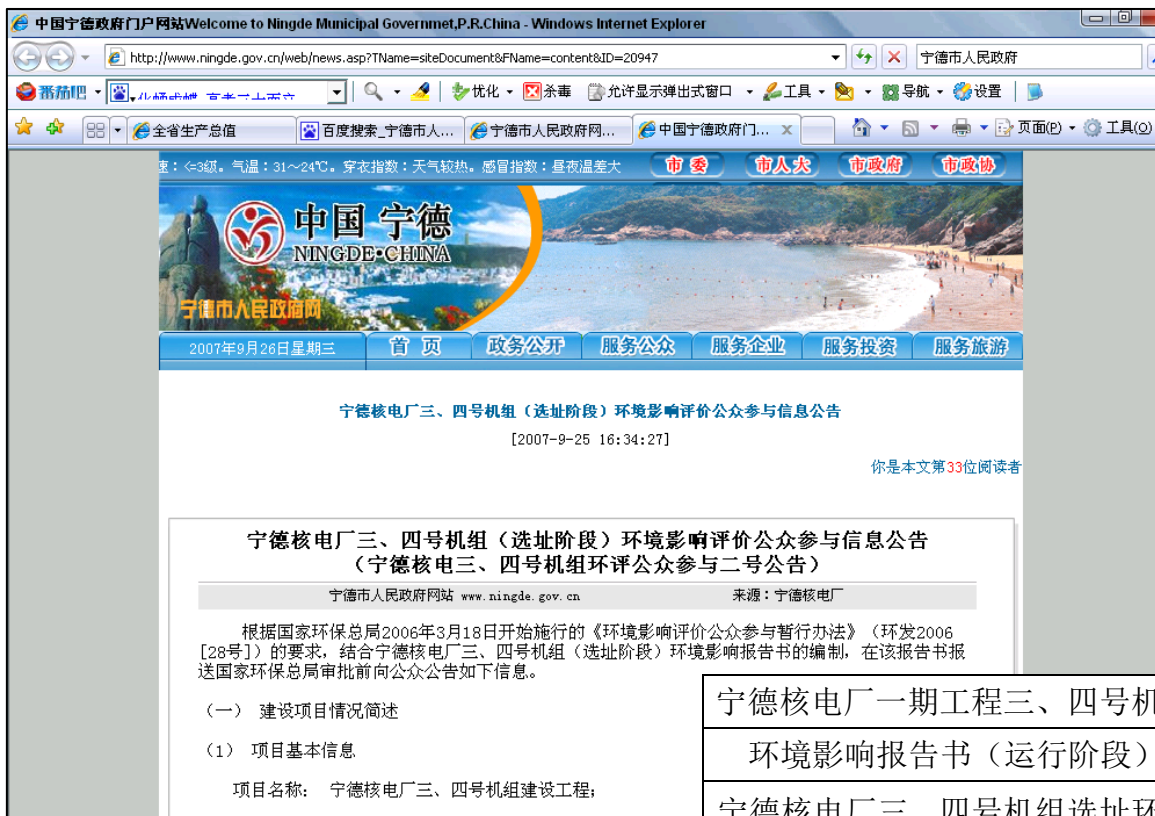 中国宁德政府门户网站Welcome to Ningde Municipal Governmet,P.R.China - Windows Internet Explorer
http://www.ningde.gov.cn/web/news.asp?TName=siteDocument&FName=content&ID=20947
宁德市人民政府
番茄吧 优化 杀毒 允许显示弹出式窗口 工具 导航 设置
全省生产总值 百度搜索_宁德市人... 宁德市人民政府网... 中国宁德政府门... X 页面(P) 工具(O)
速:<=3级。气温:31~24℃。穿衣指数:天气较热。感冒指数:昼夜温差大 市委 市人大 市政府 市政协
中国 宁德
NINGDE·CHINA
宁德市人民政府网
2007年9月26日星期三 首页 政务公开 服务公众 服务企业 服务投资 服务旅游
宁德核电厂三、四号机组(选址阶段)环境影响评价公众参与信息公告
[2007-9-25 16:34:27]
你是本文第33位阅读者
宁德核电厂三、四号机组(选址阶段)环境影响评价公众参与信息公告
(宁德核电三、四号机组环评公众参与二号公告)
宁德市人民政府网站 www.ningde.gov.cn 来源:宁德核电厂
根据国家环保总局2006年3月18日开始施行的《环境影响评价公众参与暂行办法》(环发2006
[28号])的要求,结合宁德核电厂三、四号机组(选址阶段)环境影响报告书的编制,在该报告书报
送国家环保总局审批前向公众公告如下信息。
(一) 建设项目情况简述
(1) 项目基本信息
项目名称: 宁德核电厂三、四号机组建设工程;
宁德核电厂一期工程三、四号机
环境影响报告书(运行阶段)
宁德核电厂三、四号机组选址环